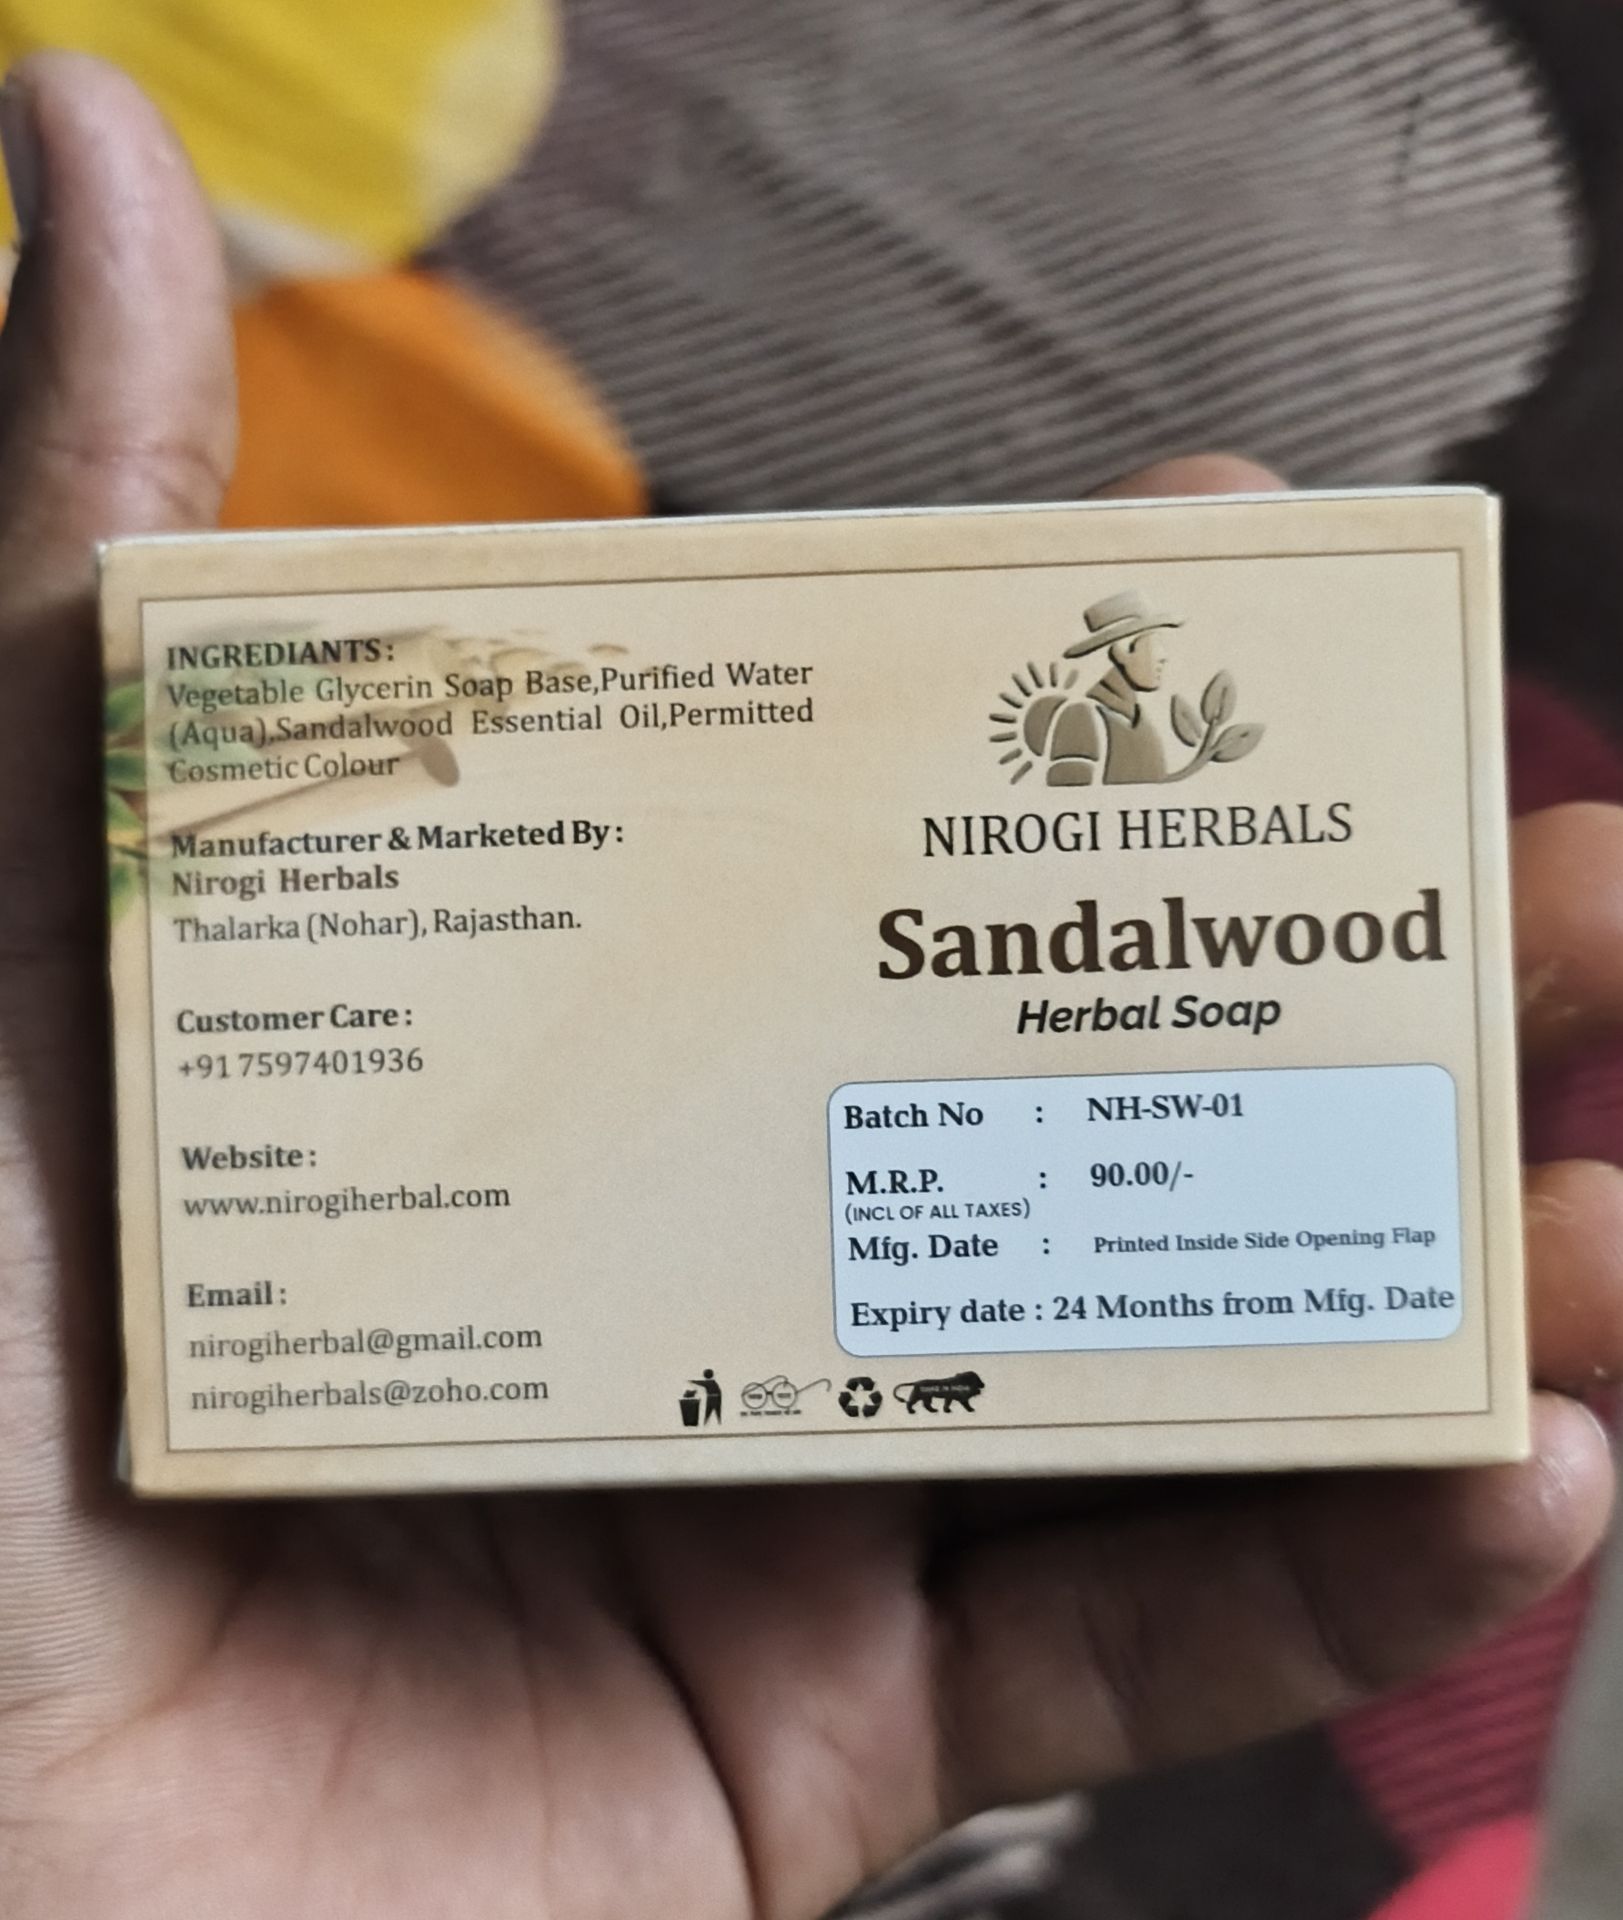 INGREDIANTS:
Vegetable Glycerin Soap Base,Purified Water
(Aqua),Sandalwood Essential Oil,Permitted
Cosmetic Colour
Manufacturer & Marketed By:
Nirogi Herbals
Thalarka (Nohar), Rajasthan.
Customer Care:
+91 7597401936
Website:
www.nirogiherbal.com
Email:
nirogiherbal@gmail.com
nirogiherbals@zoho.com
NIROGI HERBALS
Sandalwood
Herbal Soap
Batch No : NH-SW-01
M.R.P. : 90.00/-
(INCL OF ALL TAXES)
Mfg. Date : Printed Inside Side Opening Flap
Expiry date : 24 Months from Mfg. Date